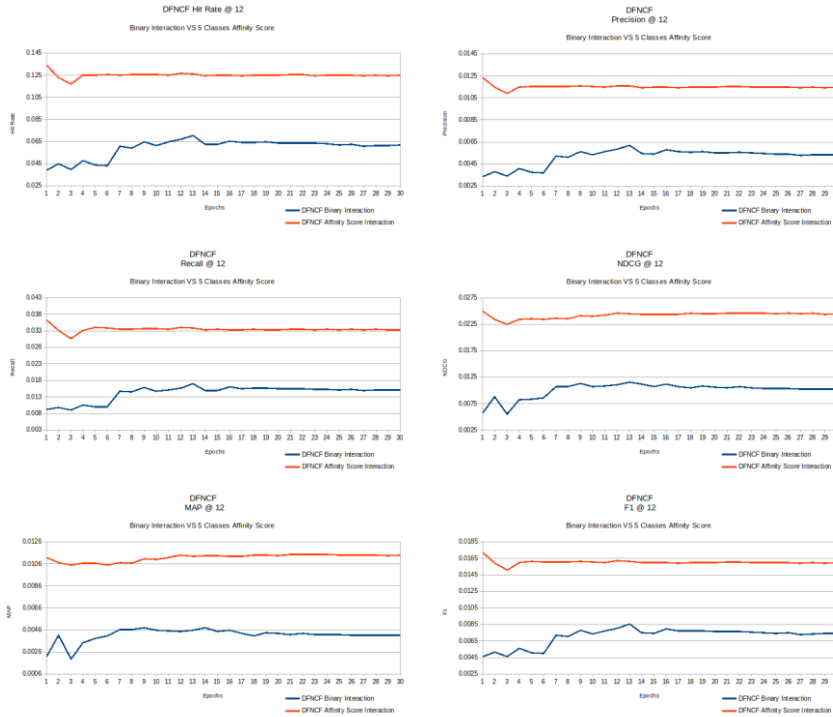 DFNCF Hit Rate @ 12
Binary Interaction VS 5 Classes Affinity Score
0.145
0.125
0.105
0.085
0.065
0.045
0.025
Hit Rate
1 2 3 4 5 6 7 8 9 10 11 12 13 14 15 16 17 18 19 20 21 22 23 24 25 26 27 28 29 30
Epochs
DFNCF Binary Interaction
DFNCF Affinity Score Interaction
DFNCF
Precision @ 12
Binary Interaction VS 5 Classes Affinity Score
0.0145
0.0125
0.0105
0.0085
0.0065
0.0045
0.0025
Precision
1 2 3 4 5 6 7 8 9 10 11 12 13 14 15 16 17 18 19 20 21 22 23 24 25 26 27 28 29
Epochs
DFNCF Binary Interaction
DFNCF Affinity Score Interaction
DFNCF
Recall @ 12
Binary Interaction VS 5 Classes Affinity Score
0.043
0.038
0.033
0.028
0.023
0.018
0.013
0.008
0.003
Recall
1 2 3 4 5 6 7 8 9 10 11 12 13 14 15 16 17 18 19 20 21 22 23 24 25 26 27 28 29 30
Epochs
DFNCF Binary Interaction
DFNCF Affinity Score Interaction
DFNCF
NDCG @ 12
Binary Interaction VS 5 Classes Affinity Score
0.0275
0.0225
0.0175
0.0125
0.0075
0.0025
NDCG
1 2 3 4 5 6 7 8 9 10 11 12 13 14 15 16 17 18 19 20 21 22 23 24 25 26 27 28 29
Epochs
DFNCF Binary Interaction
DFNCF Affinity Score Interaction
DFNCF
MAP @ 12
Binary Interaction VS 5 Classes Affinity Score
0.0126
0.0106
0.0086
0.0066
0.0046
0.0026
0.0006
MAP
1 2 3 4 5 6 7 8 9 10 11 12 13 14 15 16 17 18 19 20 21 22 23 24 25 26 27 28 29 30
Epochs
DFNCF Binary Interaction
DFNCF Affinity Score Interaction
DFNCF
F1 @ 12
Binary Interaction VS 5 Classes Affinity Score
0.0185
0.0165
0.0145
0.0125
0.0105
0.0085
0.0065
0.0045
0.0025
F1
1 2 3 4 5 6 7 8 9 10 11 12 13 14 15 16 17 18 19 20 21 22 23 24 25 26 27 28 29
Epochs
DFNCF Binary Interaction
DFNCF Affinity Score Interaction